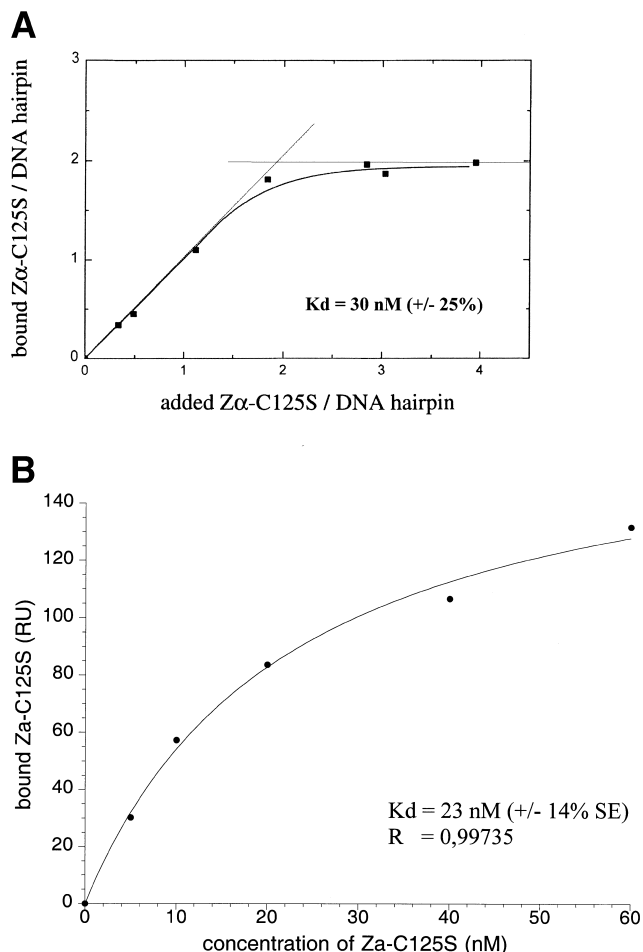 A
3
2
1
0
bound Zα-C125S / DNA hairpin
Kd = 30 nM (+/- 25%)
0 1 2 3 4
added Zα-C125S / DNA hairpin
B
140
120
100
80
60
40
20
0
bound Za-C125S (RU)
Kd = 23 nM (+/- 14% SE)
R = 0,99735
0 10 20 30 40 50 60
concentration of Za-C125S (nM)